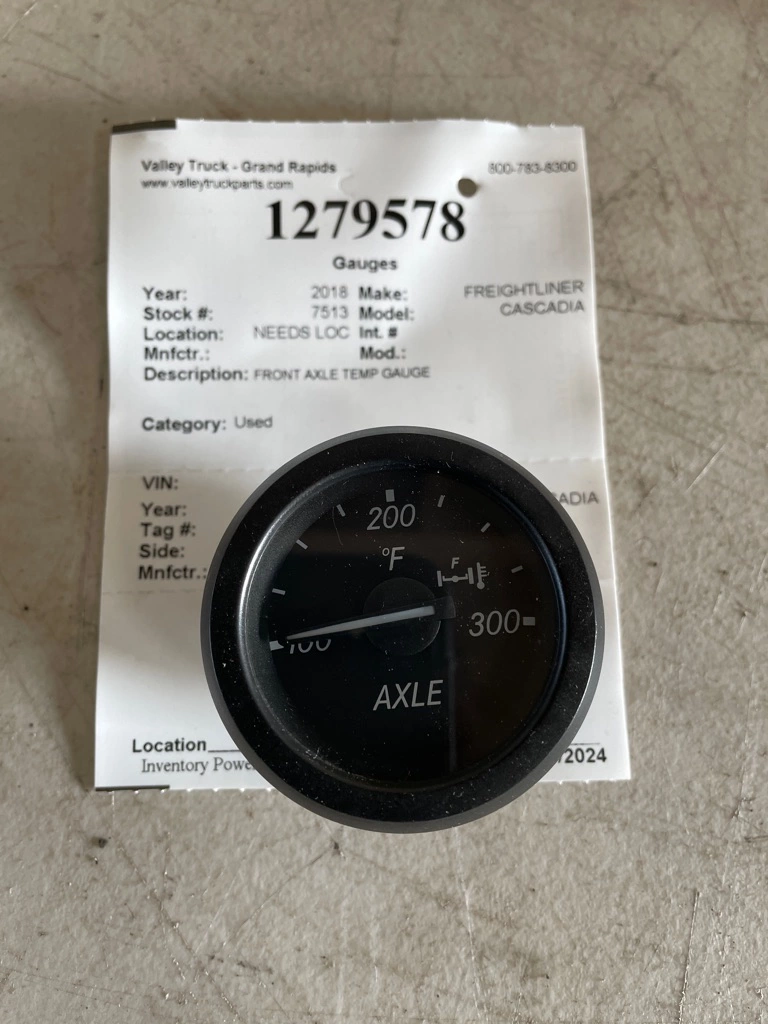 Valley Truck - Grand Rapids 800-783-8300
www.valleytruckparts.com
1279578
Gauges
Year: 2018 Make: FREIGHTLINER
Stock #: 7513 Model: CASCADIA
Location: NEEDS LOC Int. #
Mnfctr.: Mod.:
Description: FRONT AXLE TEMP GAUGE
Category: Used
VIN:
Year: ADIA
Tag #:
Side:
Mnfctr.:
200
°F
F
100 300
AXLE
Location
Inventory /2024